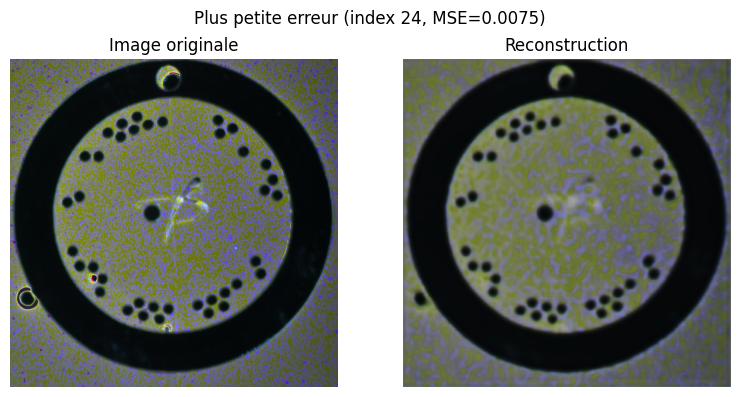 Plus petite erreur (index 24, MSE=0.0075)
Image originale
Reconstruction